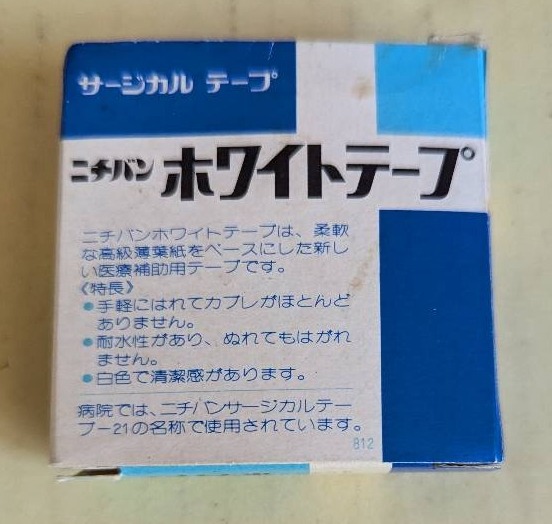 サージカル テープ
ニチバン ホワイトテープ
ニチバンホワイトテープは、柔軟
な高級薄葉紙をベースにした新し
い医療補助用テープです。
《特長》
●手軽にはれてカブレがほとんど
ありません。
●耐水性があり、ぬれてもはがれ
ません。
●白色で清潔感があります。
病院では、ニチバンサージカルテー
プー21の名称で使用されています。
812